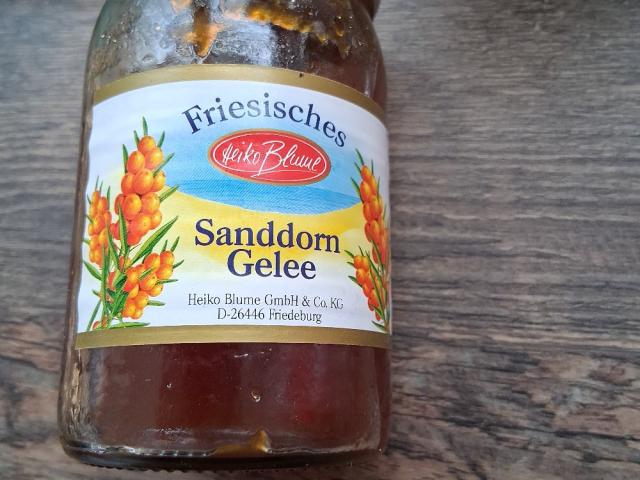 Friesisches
Heiko Blume
Sanddorn
Gelee
Heiko Blume GmbH & Co. KG
D-26446 Friedeburg